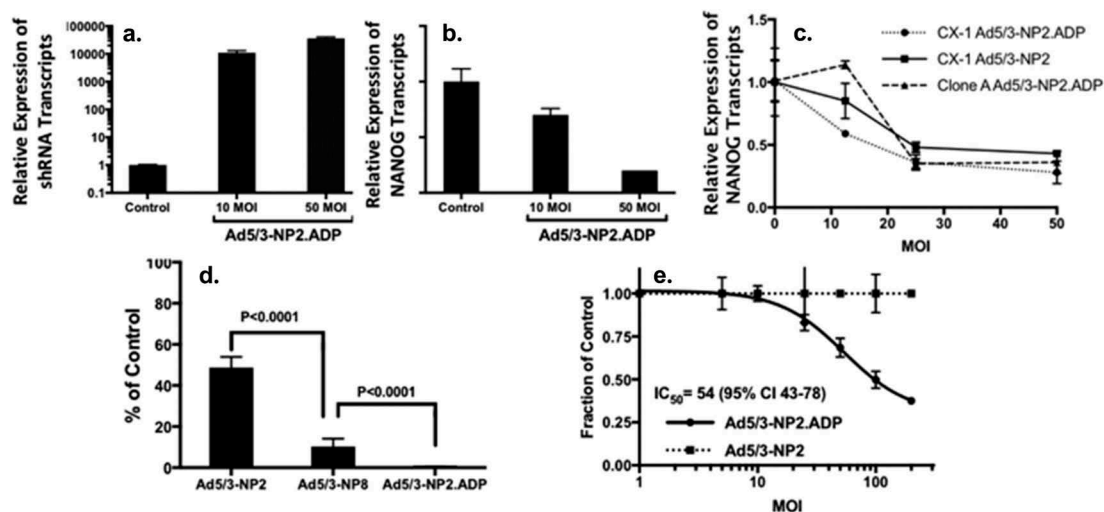 a.
Relative Expression of
shRNA Transcripts
100000
10000
1000
100
10
1
0.1
Control
10 MOI
50 MOI
Ad5/3-NP2.ADP
b.
Relative Expression of
NANOG Transcripts
Control
10 MOI
50 MOI
Ad5/3-NP2.ADP
c.
Relative Expression of
NANOG Transcripts
1.5
1.0
0.5
0.0
0
10
20
30
40
50
MOI
CX-1 Ad5/3-NP2.ADP
CX-1 Ad5/3-NP2
Clone A Ad5/3-NP2.ADP
d.
% of Control
100
80
60
40
20
0
P<0.0001
P<0.0001
Ad5/3-NP2
Ad5/3-NP8
Ad5/3-NP2.ADP
e.
Fraction of Control
1.00
0.75
0.50
0.25
0.00
1
10
100
MOI
IC50= 54 (95% CI 43-78)
Ad5/3-NP2.ADP
Ad5/3-NP2